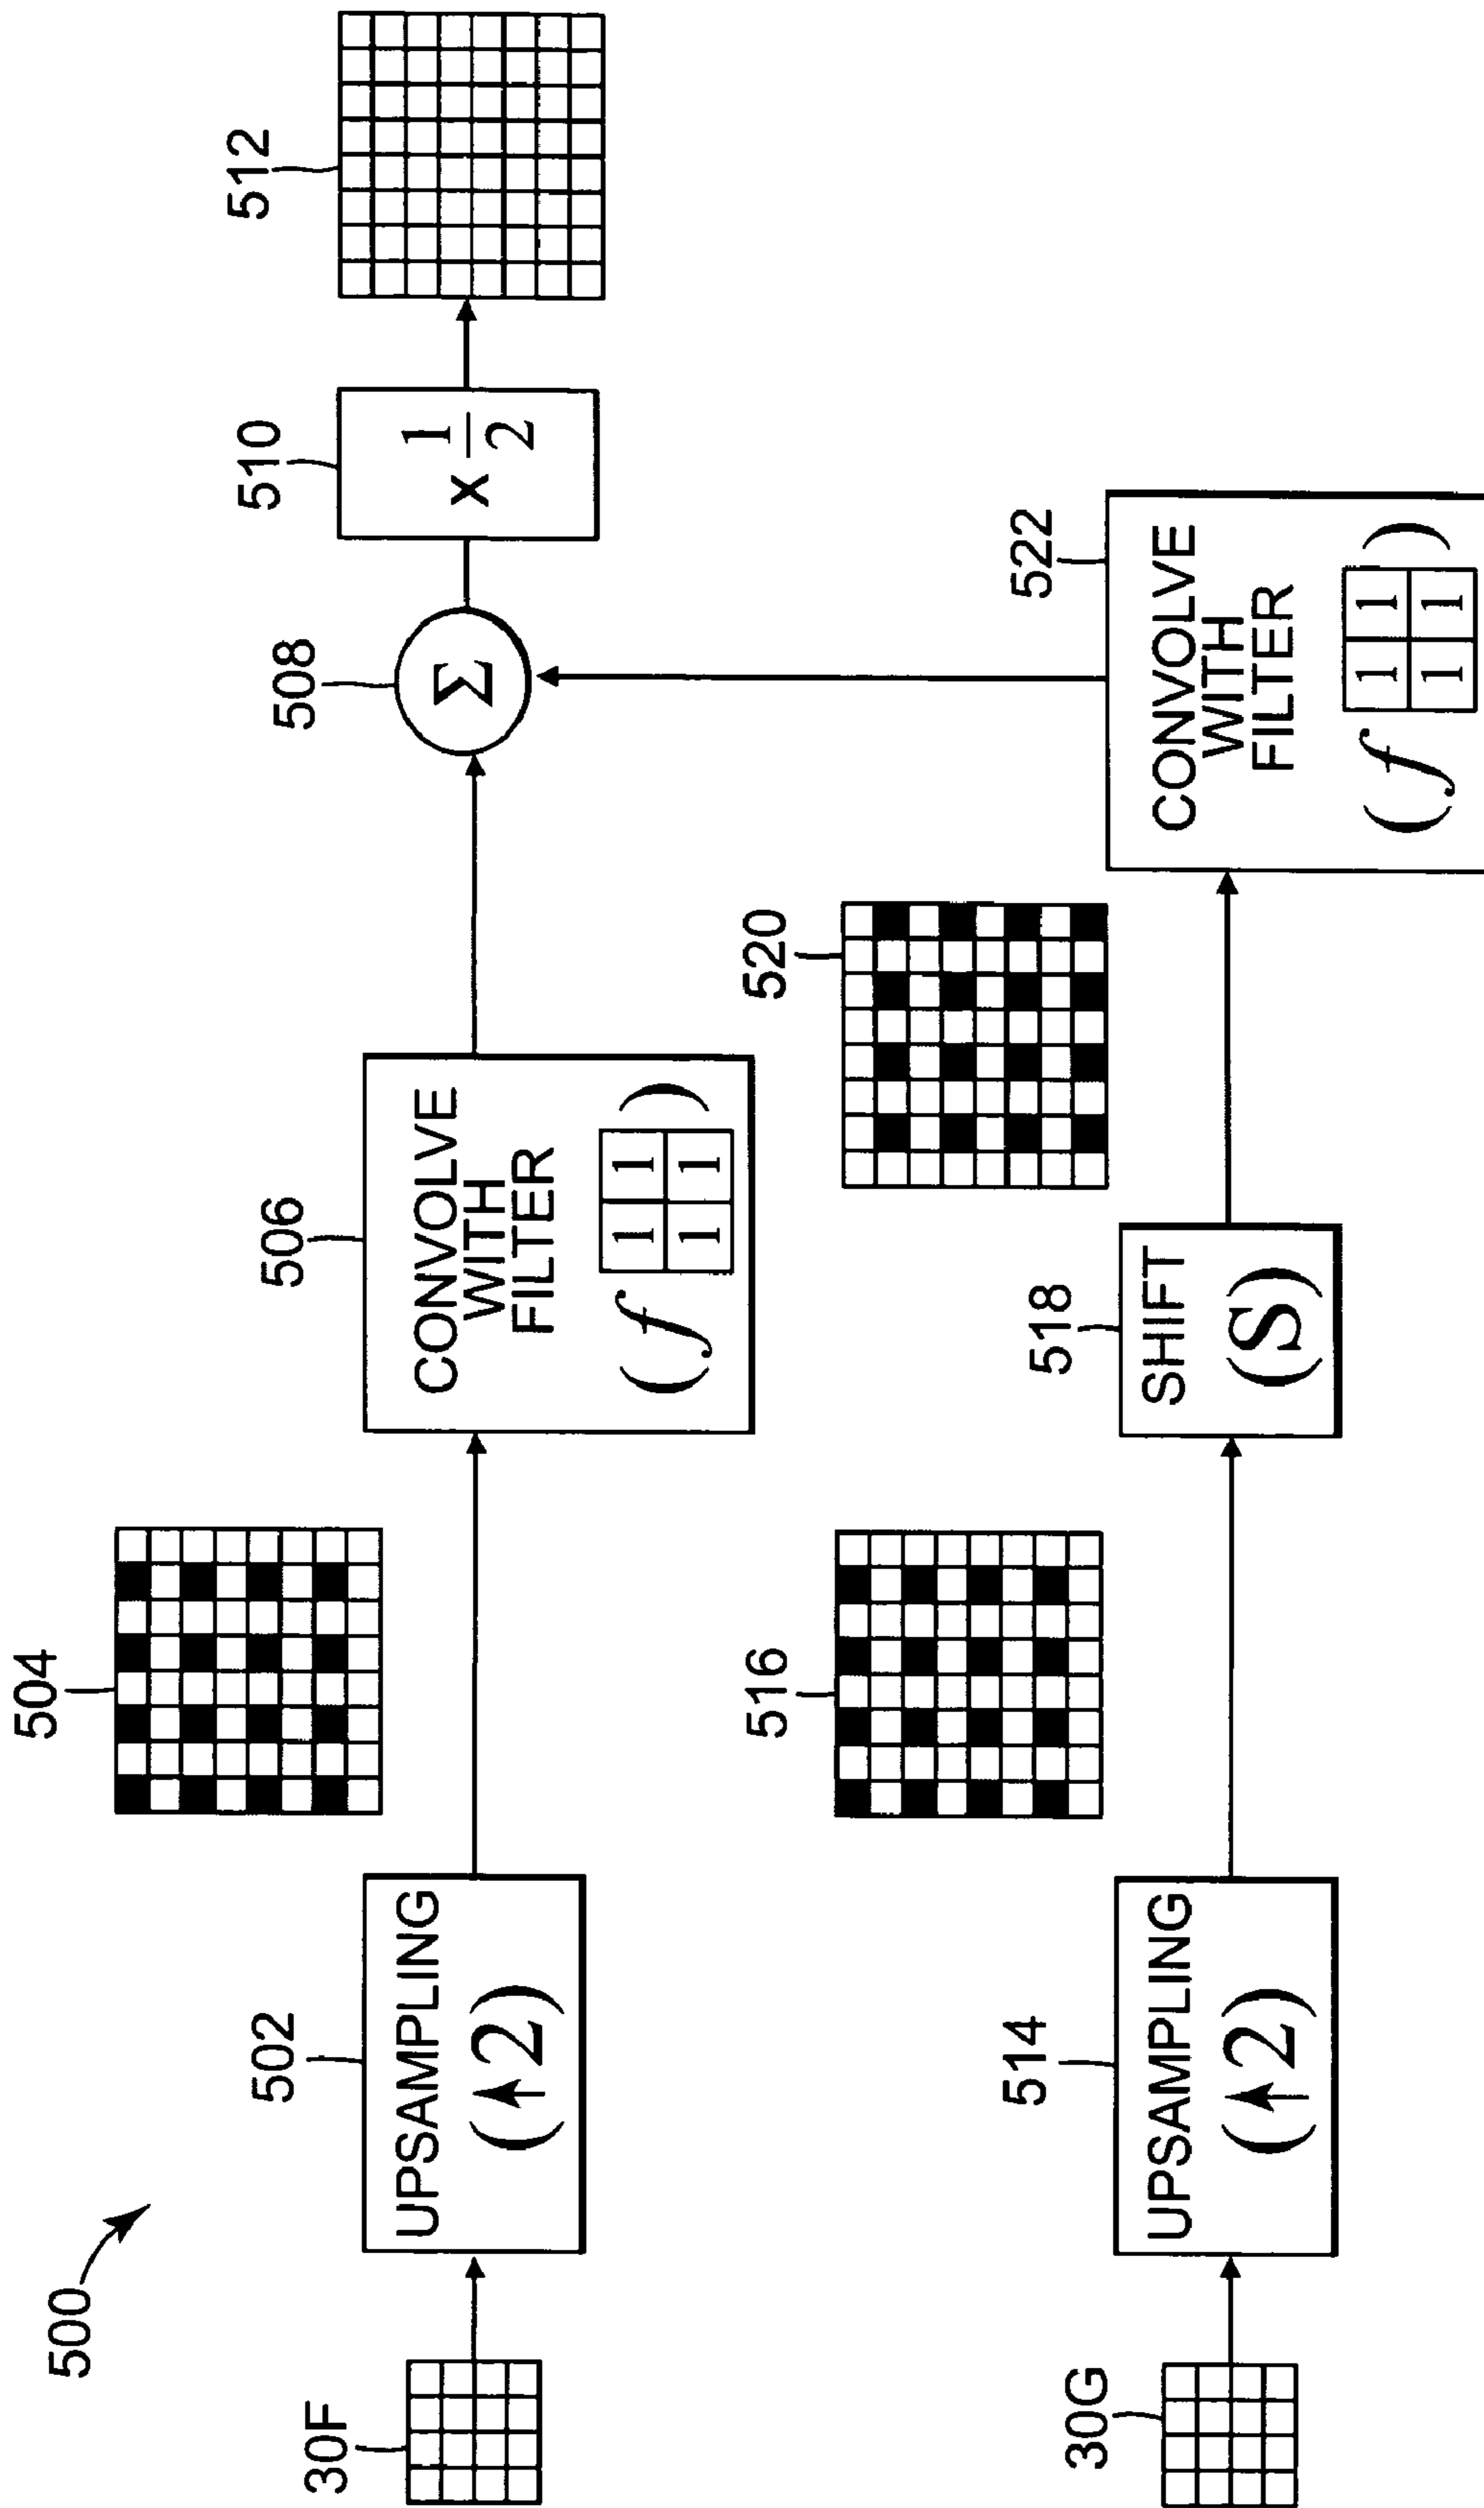 500
504
512
30F
502
UPSAMPLING
(↑2)
506
CONVOLVE
WITH
FILTER
(f 1 1
1 1)
508
Σ
510
x 1/2
516
520
30G
514
UPSAMPLING
(↑2)
518
SHIFT
(S)
522
CONVOLVE
WITH
FILTER
(f 1 1
1 1)